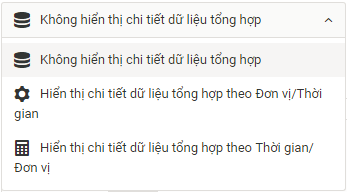 Không hiển thị chi tiết dữ liệu tổng hợp
Không hiển thị chi tiết dữ liệu tổng hợp
Hiển thị chi tiết dữ liệu tổng hợp theo Đơn vị/Thời
gian
Hiển thị chi tiết dữ liệu tổng hợp theo Thời gian/
Đơn vị